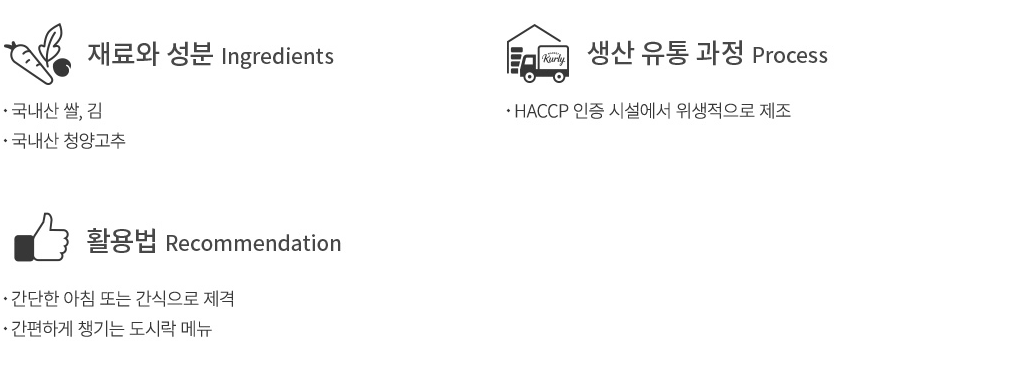 재료와 성분 Ingredients
· 국내산 쌀, 김
· 국내산 청양고추
Kurly
생산 유통 과정 Process
· HACCP 인증 시설에서 위생적으로 제조
활용법 Recommendation
· 간단한 아침 또는 간식으로 제격
· 간편하게 챙기는 도시락 메뉴